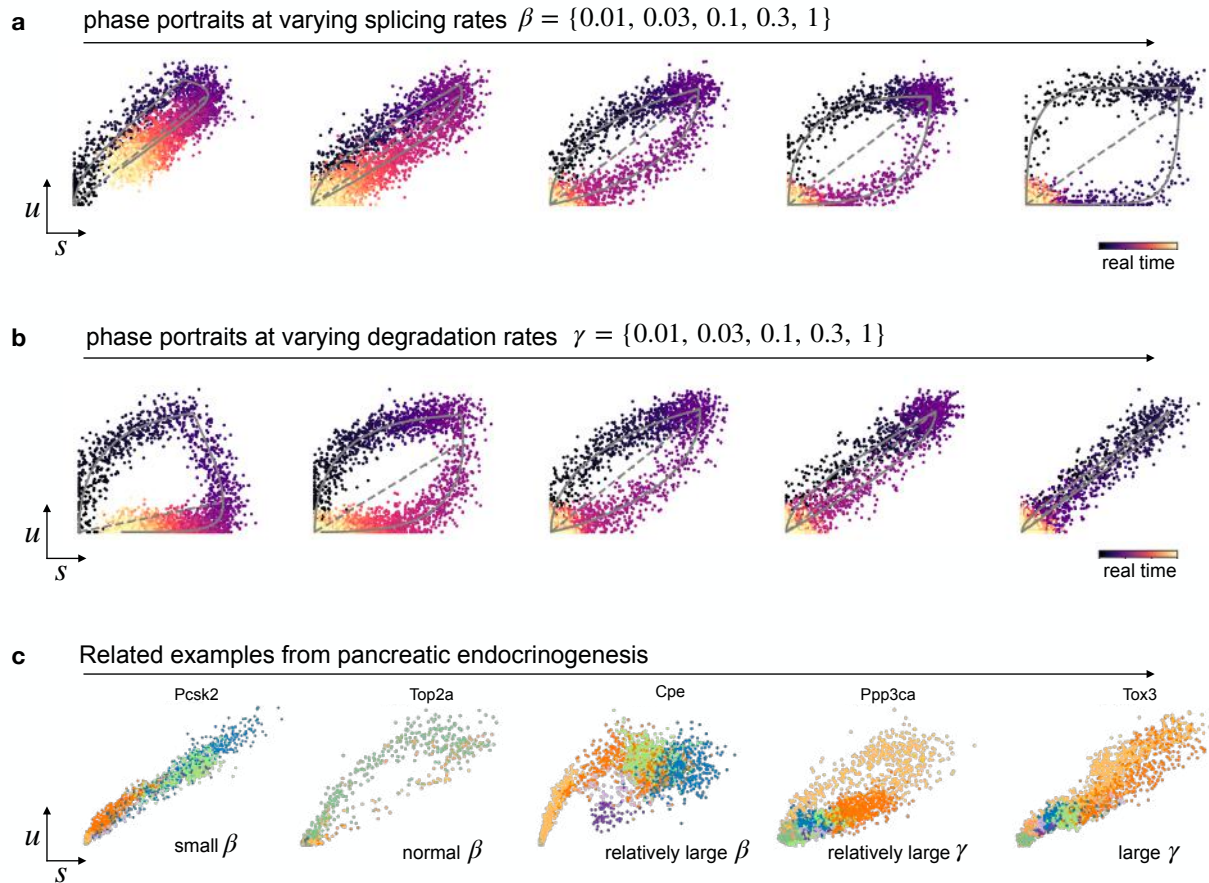 a phase portraits at varying splicing rates β = {0.01, 0.03, 0.1, 0.3, 1}
u
s
real time
b phase portraits at varying degradation rates γ = {0.01, 0.03, 0.1, 0.3, 1}
u
s
real time
c Related examples from pancreatic endocrinogenesis
Pcsk2 Top2a Cpe Ppp3ca Tox3
u
s
small β normal β relatively large β relatively large γ large γ